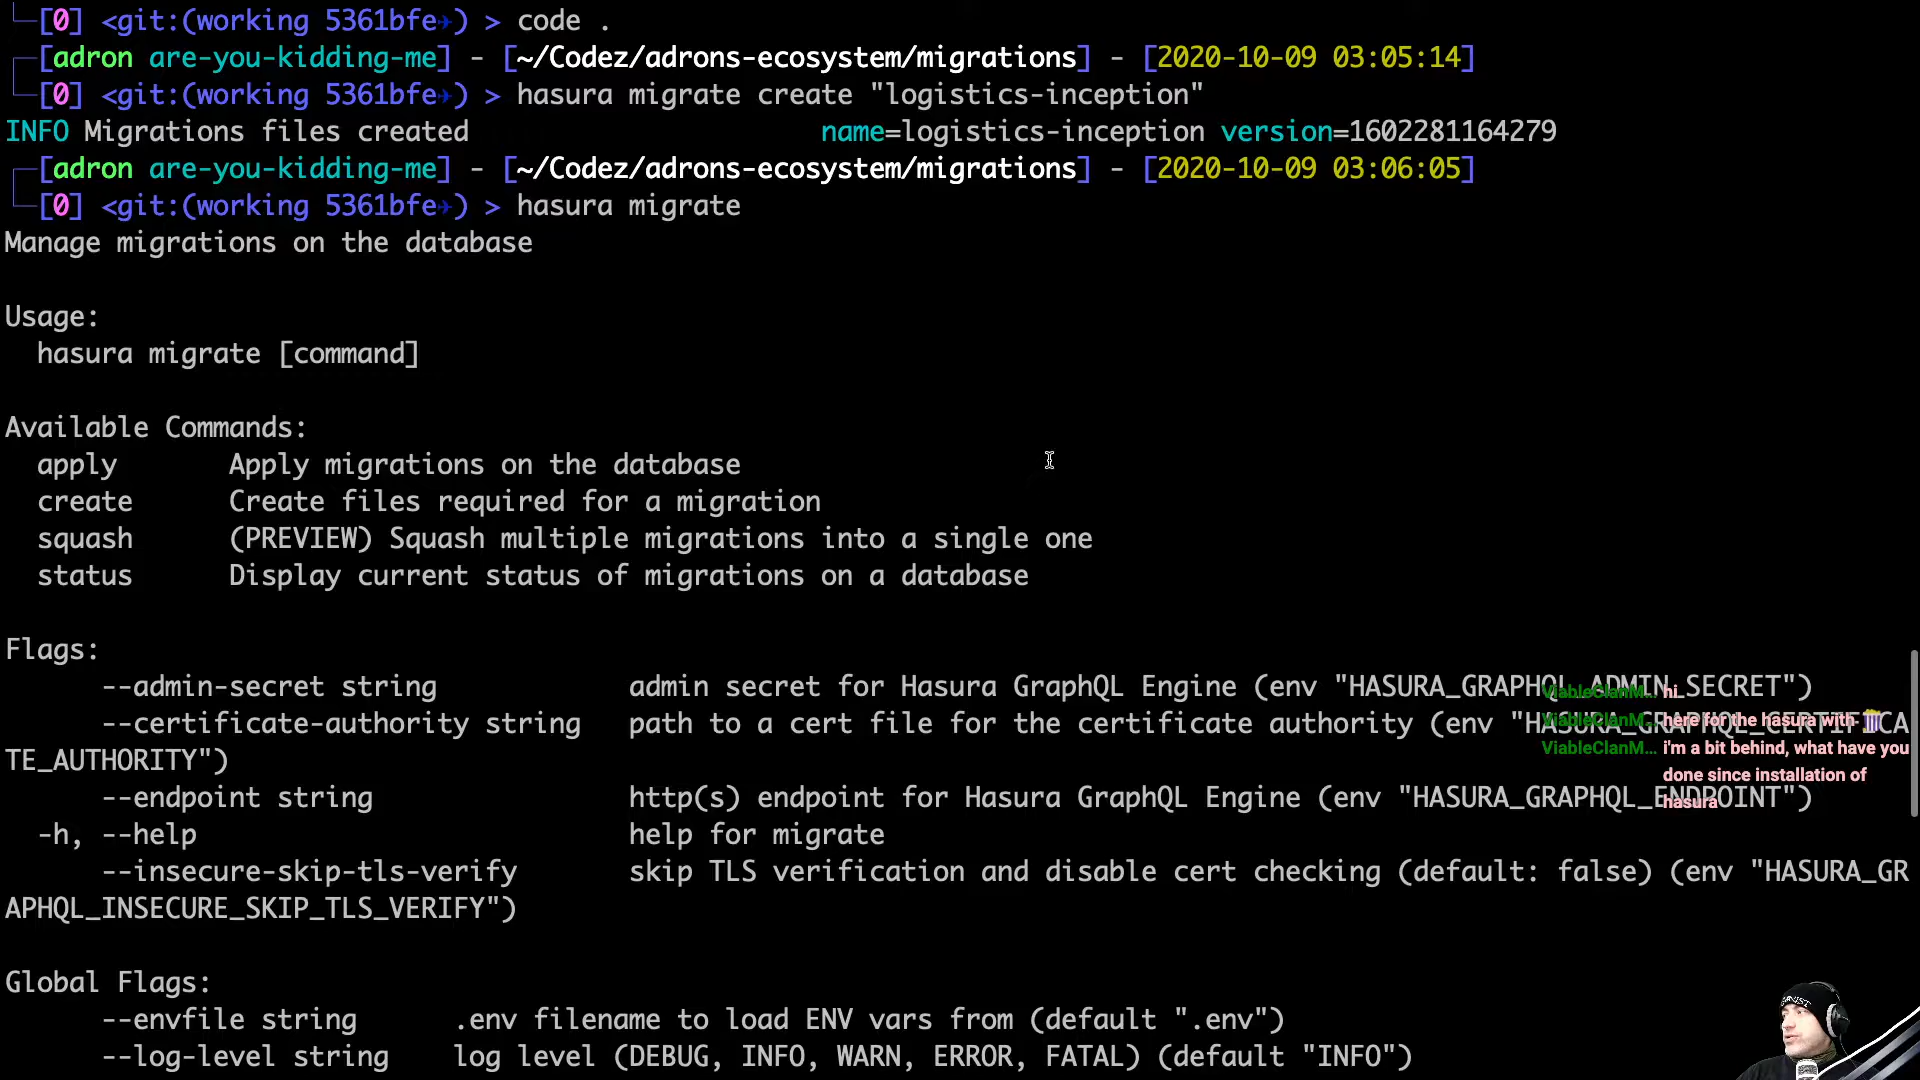 [0] <git:(working 5361bfe✈) > code .
[adron are-you-kidding-me] - [~/Codez/adrons-ecosystem/migrations] - [2020-10-09 03:05:14]
[0] <git:(working 5361bfe✈) > hasura migrate create "logistics-inception"
INFO Migrations files created name=logistics-inception version=1602281164279
[adron are-you-kidding-me] - [~/Codez/adrons-ecosystem/migrations] - [2020-10-09 03:06:05]
[0] <git:(working 5361bfe✈) > hasura migrate
Manage migrations on the database
Usage:
hasura migrate [command]
Available Commands:
apply Apply migrations on the database
create Create files required for a migration
squash (PREVIEW) Squash multiple migrations into a single one
status Display current status of migrations on a database
Flags:
--admin-secret string admin secret for Hasura GraphQL Engine (env "HASURA_GRAPHQL_ADMIN_SECRET")
--certificate-authority string path to a cert file for the certificate authority (env "HASURA_GRAPHQL_CERTIFICA
TE_AUTHORITY")
--endpoint string http(s) endpoint for Hasura GraphQL Engine (env "HASURA_GRAPHQL_ENDPOINT")
-h, --help help for migrate
--insecure-skip-tls-verify skip TLS verification and disable cert checking (default: false) (env "HASURA_GR
APHQL_INSECURE_SKIP_TLS_VERIFY")
Global Flags:
--envfile string .env filename to load ENV vars from (default ".env")
--log-level string log level (DEBUG, INFO, WARN, ERROR, FATAL) (default "INFO")
ViableClanM... hi
ViableClanM... here for the hasura with 🍿
ViableClanM... i'm a bit behind, what have you
done since installation of
hasura